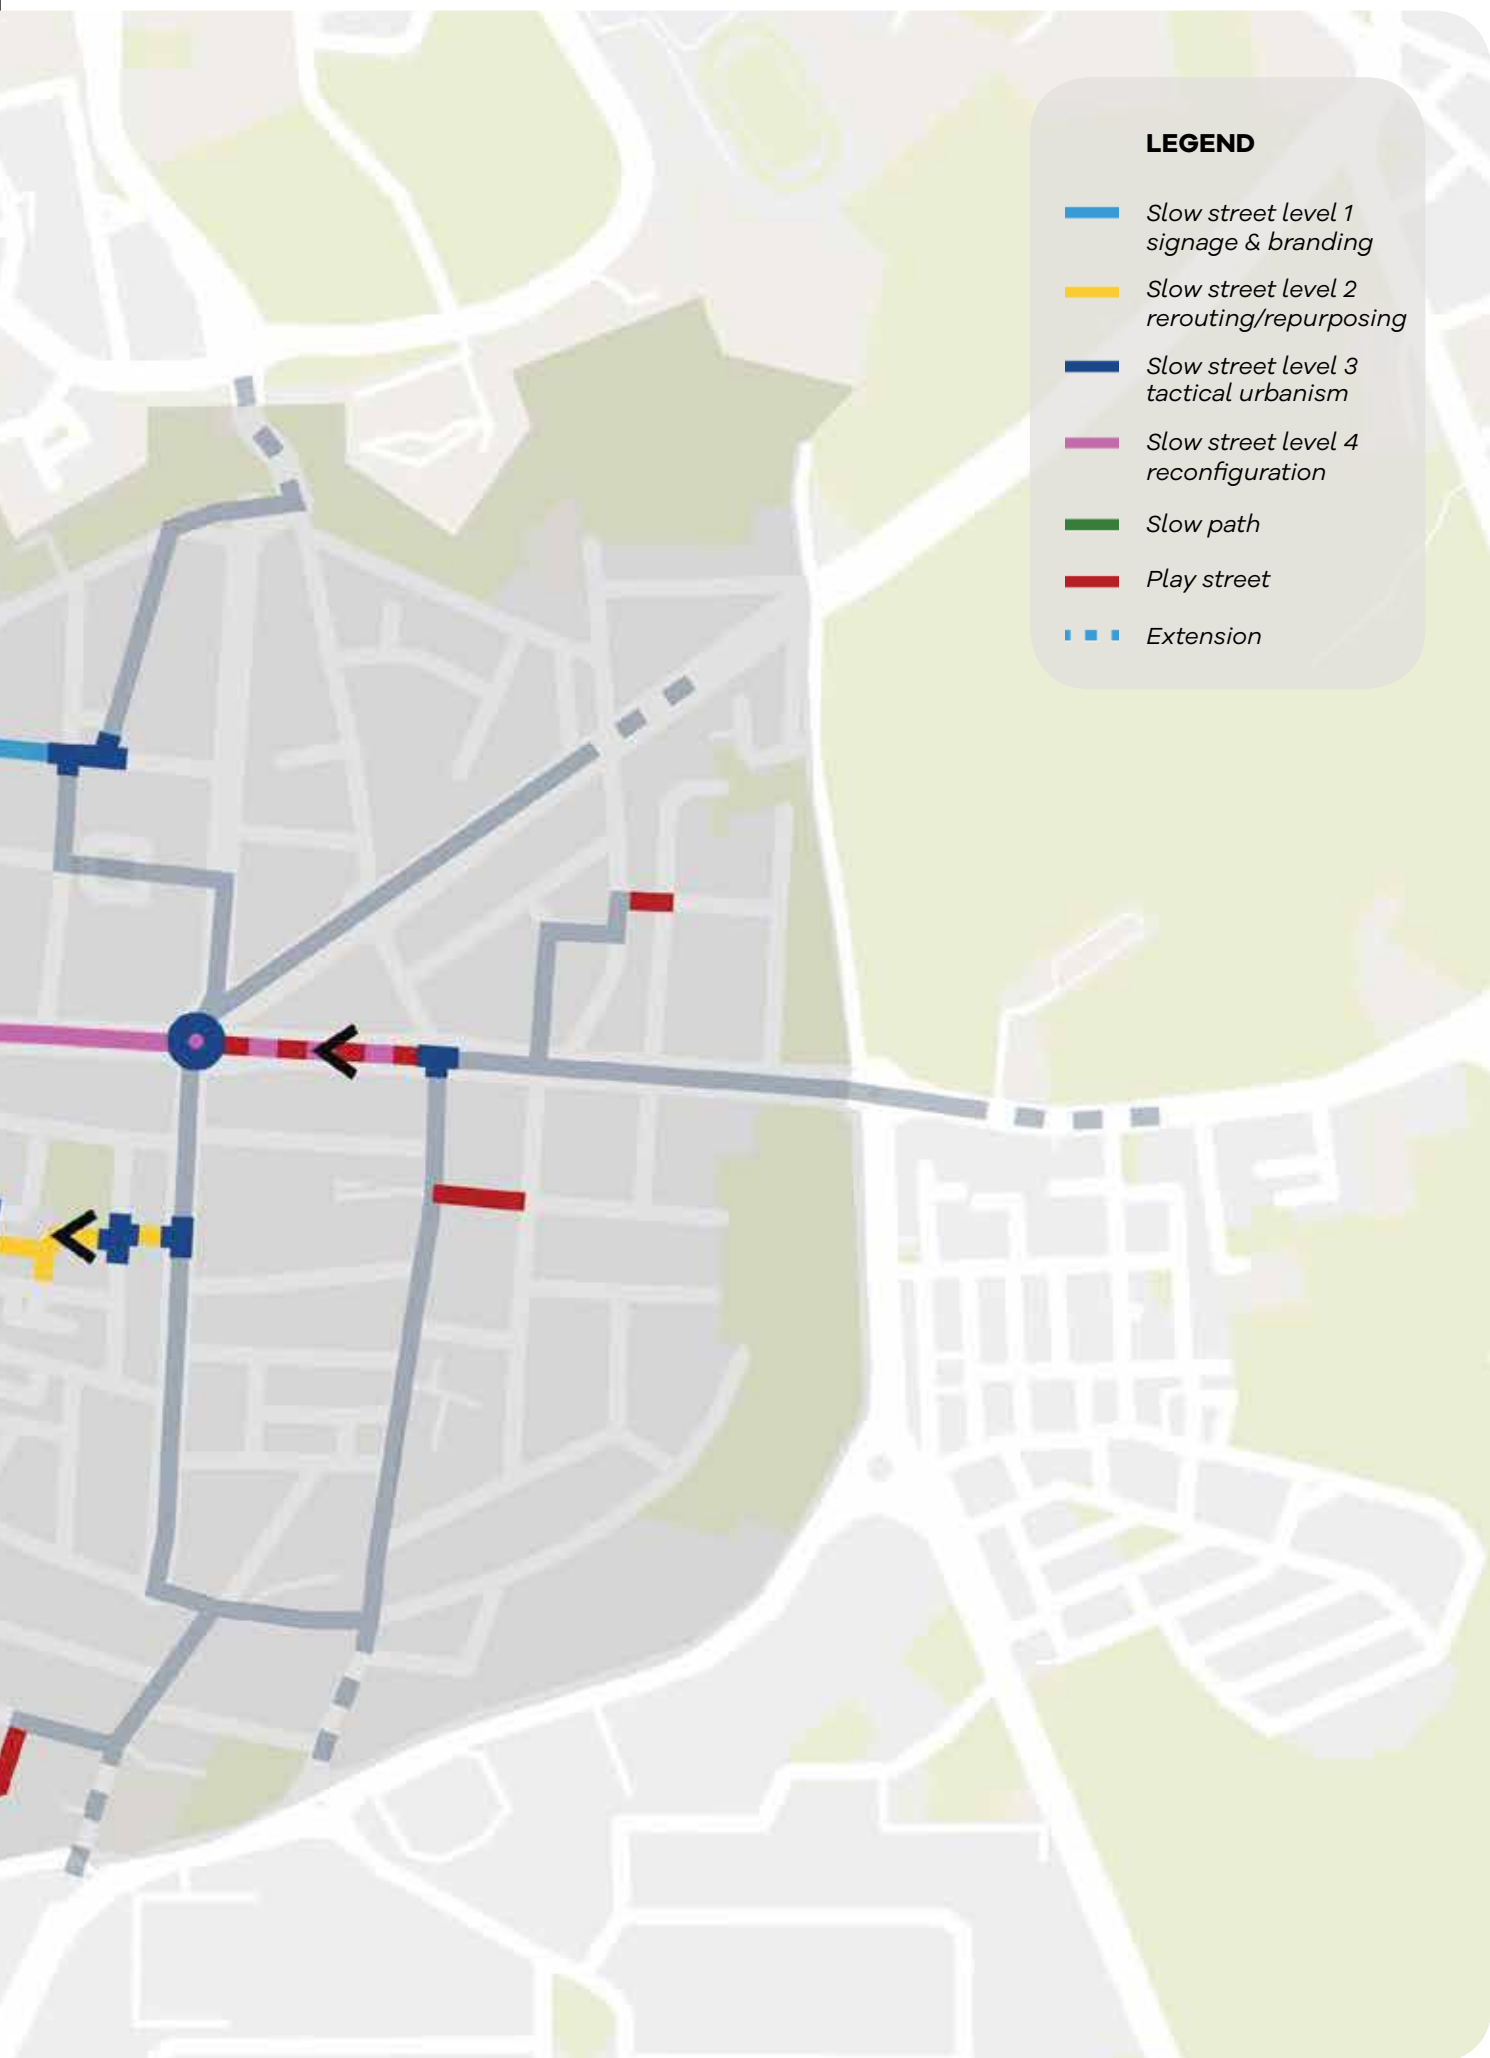 LEGEND
Slow street level 1
signage & branding
Slow street level 2
rerouting/repurposing
Slow street level 3
tactical urbanism
Slow street level 4
reconfiguration
Slow path
Play street
Extension